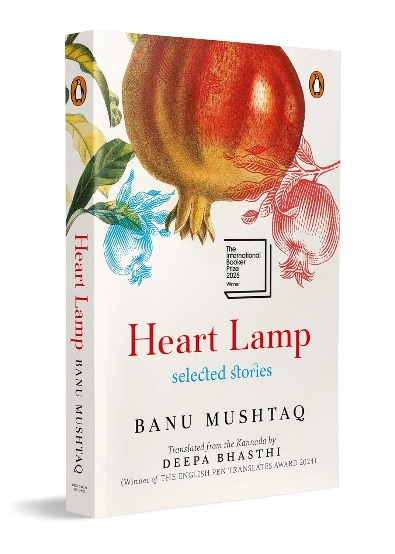 The
International
Booker
Prize
2025
Winner
Heart Lamp
selected stories
BANU MUSHTAQ
Translated from the Kannada by
DEEPA BHASTHI
(Winner of THE ENGLISH PEN TRANSLATES AWARD 2024)
Heart Lamp BANU MUSHTAQ